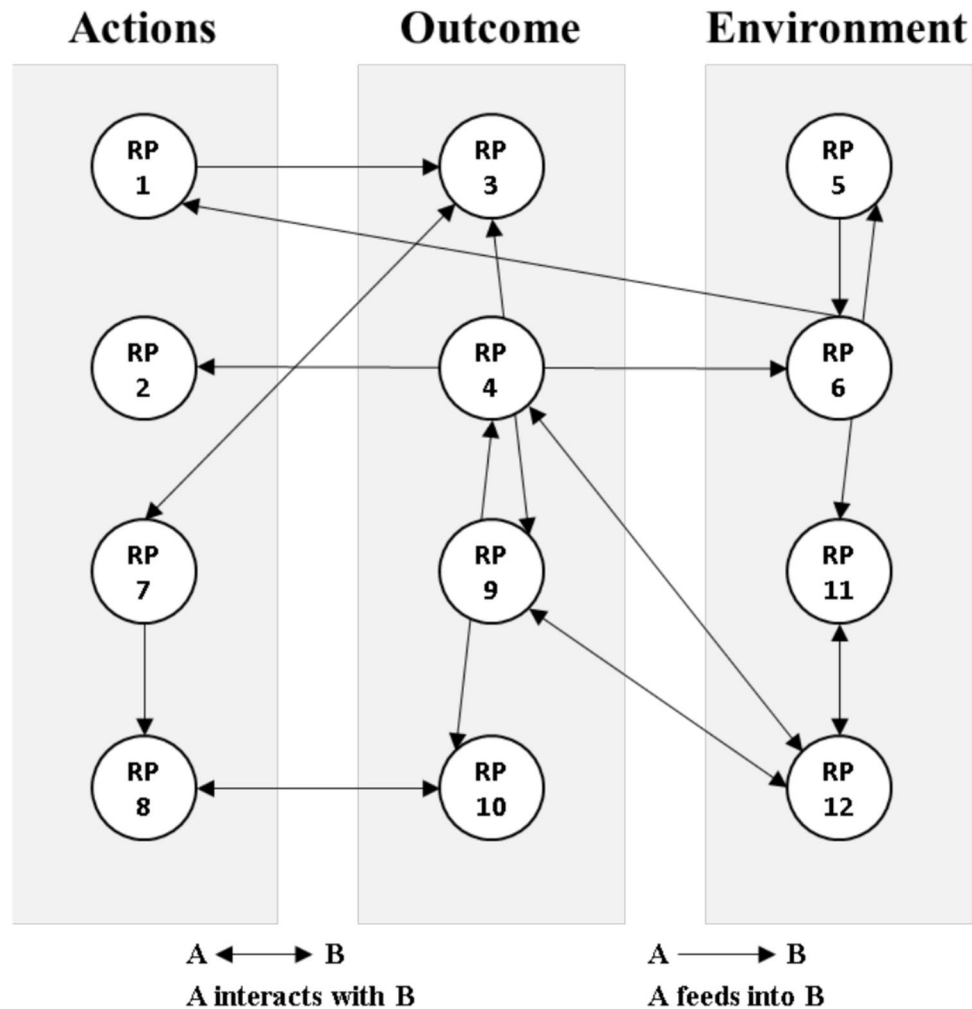 Actions Outcome Environment
RP RP RP
1 3 5
RP RP RP
2 4 6
RP RP RP
7 9 11
RP RP RP
8 10 12
A B A B
A interacts with B A feeds into B